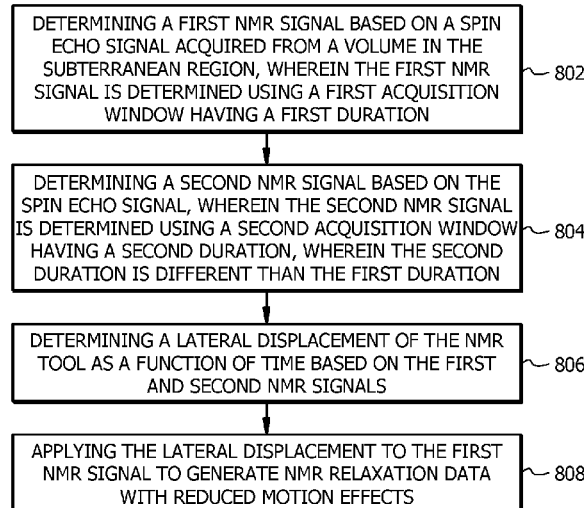 DETERMINING A FIRST NMR SIGNAL BASED ON A SPIN
ECHO SIGNAL ACQUIRED FROM A VOLUME IN THE
SUBTERRANEAN REGION, WHEREIN THE FIRST NMR
SIGNAL IS DETERMINED USING A FIRST ACQUISITION
WINDOW HAVING A FIRST DURATION
802
DETERMINING A SECOND NMR SIGNAL BASED ON THE
SPIN ECHO SIGNAL, WHEREIN THE SECOND NMR SIGNAL
IS DETERMINED USING A SECOND ACQUISITION WINDOW
HAVING A SECOND DURATION, WHEREIN THE SECOND
DURATION IS DIFFERENT THAN THE FIRST DURATION
804
DETERMINING A LATERAL DISPLACEMENT OF THE NMR
TOOL AS A FUNCTION OF TIME BASED ON THE FIRST
AND SECOND NMR SIGNALS
806
APPLYING THE LATERAL DISPLACEMENT TO THE FIRST
NMR SIGNAL TO GENERATE NMR RELAXATION DATA
WITH REDUCED MOTION EFFECTS
808